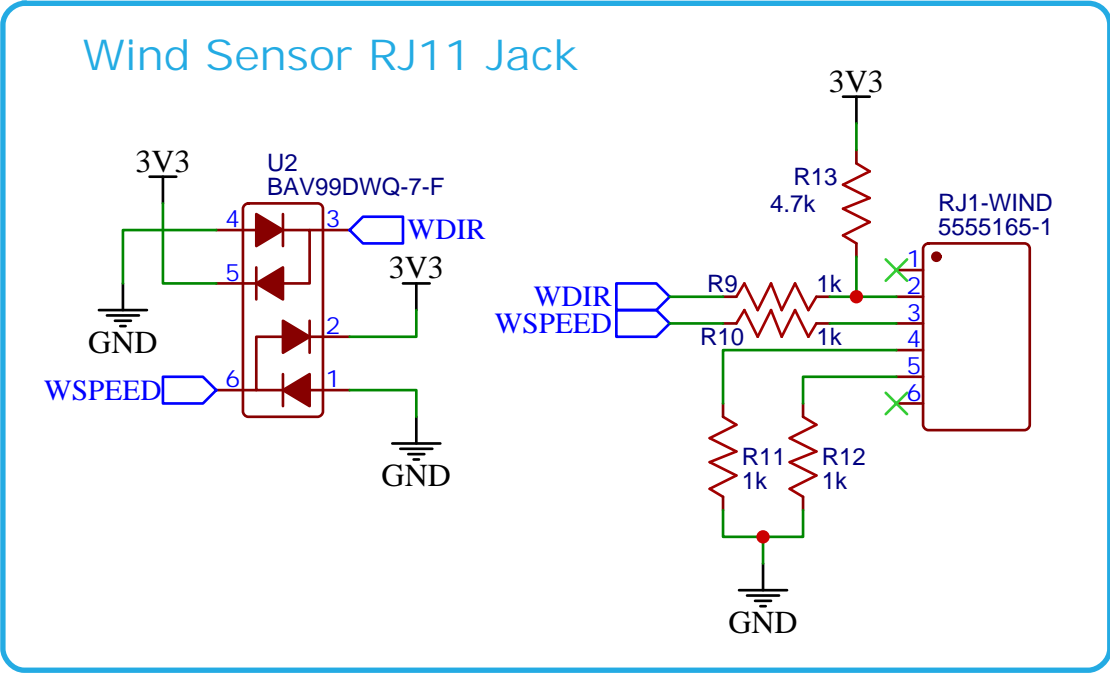 Wind Sensor RJ11 Jack
3V3
U2
BAV99DWQ-7-F
4
3
WDIR
5
3V3
2
WSPEED
6
1
GND
GND
3V3
R13
4.7k
RJ1-WIND
5555165-1
1
WDIR
R9
1k
2
WSPEED
R10
1k
3
4
5
6
R11
1k
R12
1k
GND